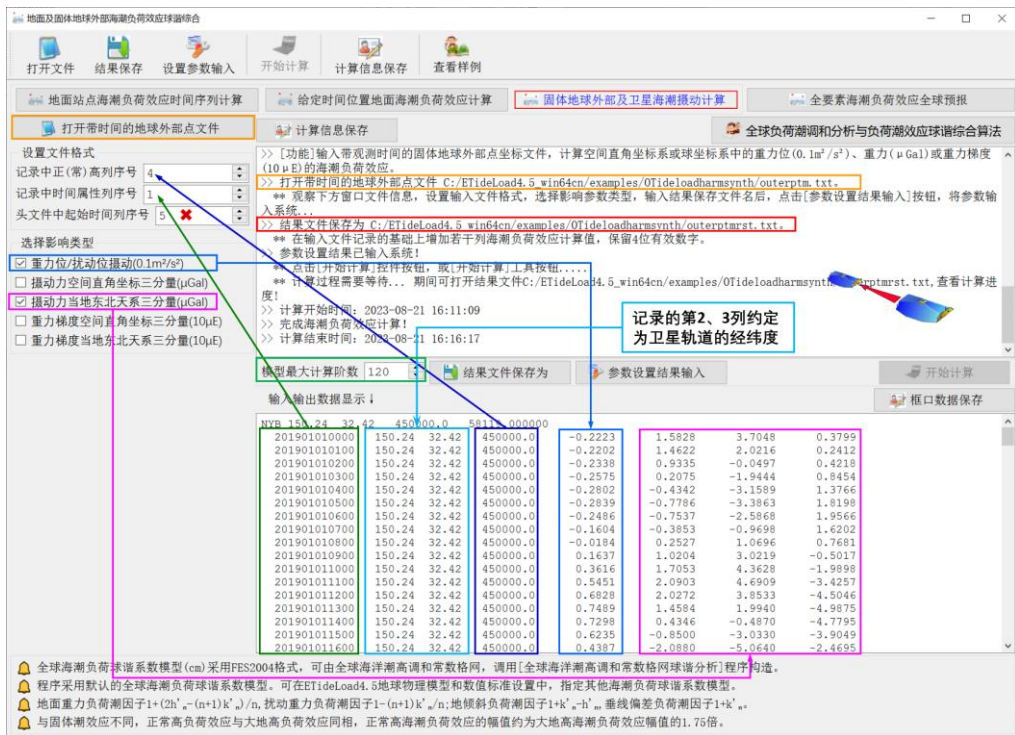 地面及固体地球外部海潮负荷效应球谐综合
打开文件 结果保存 设置参数输入 开始计算 计算信息保存 查看样例
地面站点海潮负荷效应时间序列计算 给定时间位置地面海潮负荷效应计算 固体地球外部及卫星海潮摄动计算 全要素海潮负荷效应全球预报
打开带时间的地球外部点文件 计算信息保存 全球负荷潮调和分析与负荷潮效应球谐综合算法
设置文件格式
记录中正(常)高列序号 4
记录中时间属性列序号 1
头文件中起始时间列序号 5
选择影响类型
重力位/扰动位摄动(0.1m²/s²)
摄动力空间直角坐标三分量(μGal)
摄动力当地东北天系三分量(μGal)
重力梯度空间直角坐标三分量(10μE)
重力梯度当地东北天系三分量(10μE)
>> [功能]输入带观测时间的固体地球外部点坐标文件，计算空间直角坐标系或球坐标系中的重力位(0.1m²/s²)、重力(μGal)或重力梯度
(10μE)的海潮负荷效应。
>> 打开带时间的地球外部点文件 C:/ETideLoad4.5_win64cn/examples/OTideloadharmsynth/outerptm.txt。
** 观察下方窗口文件信息，设置输入文件格式，选择影响参数类型，输入结果保存文件名后，点击[参数设置结果输入]按钮，将参数输
入系统...
>> 结果文件保存为 C:/ETideLoad4.5_win64cn/examples/OTideloadharmsynth/outerptmrst.txt。
** 在输入文件记录的基础上增加若干列海潮负荷效应计算值，保留4位有效数字。
>> 参数设置结果已输入系统！
** 点击[开始计算]控件按钮，或[开始计算]工具按钮......
** 计算过程需要等待... 期间可打开结果文件C:/ETideLoad4.5_win64cn/examples/OTideloadharmsynth/outerptmrst.txt,查看计算进
度！
>> 计算开始时间：2023-08-21 16:11:09
>> 完成海潮负荷效应计算！
>> 计算结束时间：2023-08-21 16:16:17
记录的第2、3列约定
为卫星轨道的经纬度
模型最大计算阶数 120 结果文件保存为 参数设置结果输入 开始计算
输入输出数据显示↓ 框口数据保存
NYB 150.24 32.42 450000.0 58119.000000
201901010000 150.24 32.42 450000.0 -0.2223 1.5828 3.7048 0.3799
201901010100 150.24 32.42 450000.0 -0.2202 1.4622 2.0216 0.2412
201901010200 150.24 32.42 450000.0 -0.2338 0.9335 -0.0497 0.4218
201901010300 150.24 32.42 450000.0 -0.2575 0.2075 -1.9444 0.8454
201901010400 150.24 32.42 450000.0 -0.2802 -0.4342 -3.1589 1.3766
201901010500 150.24 32.42 450000.0 -0.2839 -0.7786 -3.3863 1.8198
201901010600 150.24 32.42 450000.0 -0.2486 -0.7537 -2.5868 1.9566
201901010700 150.24 32.42 450000.0 -0.1604 -0.3853 -0.9698 1.6202
201901010800 150.24 32.42 450000.0 -0.0184 0.2527 1.0696 0.7681
201901010900 150.24 32.42 450000.0 0.1637 1.0204 3.0219 -0.5017
201901011000 150.24 32.42 450000.0 0.3616 1.7053 4.3628 -1.9898
201901011100 150.24 32.42 450000.0 0.5451 2.0903 4.6909 -3.4257
201901011200 150.24 32.42 450000.0 0.6828 2.0272 3.8533 -4.5046
201901011300 150.24 32.42 450000.0 0.7489 1.4584 1.9940 -4.9875
201901011400 150.24 32.42 450000.0 0.7298 0.4346 -0.4870 -4.7795
201901011500 150.24 32.42 450000.0 0.6235 -0.8500 -3.0330 -3.9049
201901011600 150.24 32.42 450000.0 0.4387 -2.0880 -5.0640 -2.4695
全球海潮负荷球谐系数模型(cm)采用FES2004格式，可由全球海洋潮高调和常数格网，调用[全球海洋潮高调和常数格网球谐分析]程序构造。
程序采用默认的全球海潮负荷球谐系数模型。可在ETideLoad4.5地球物理模型和数值标准设置中，指定其他海潮负荷球谐系数模型。
地面重力负荷潮因子1+(2h'ₙ-(n+1)k'ₙ)/n,扰动重力负荷潮因子1-(n+1)k'ₙ/n;地倾斜负荷潮因子1+k'ₙ-h'ₙ,垂线偏差负荷潮因子1+k'ₙ。
与固体潮效应不同，正常高负荷效应与大地高负荷效应同相，正常高海潮负荷效应的幅值约为大地高海潮负荷效应幅值的1.75倍。